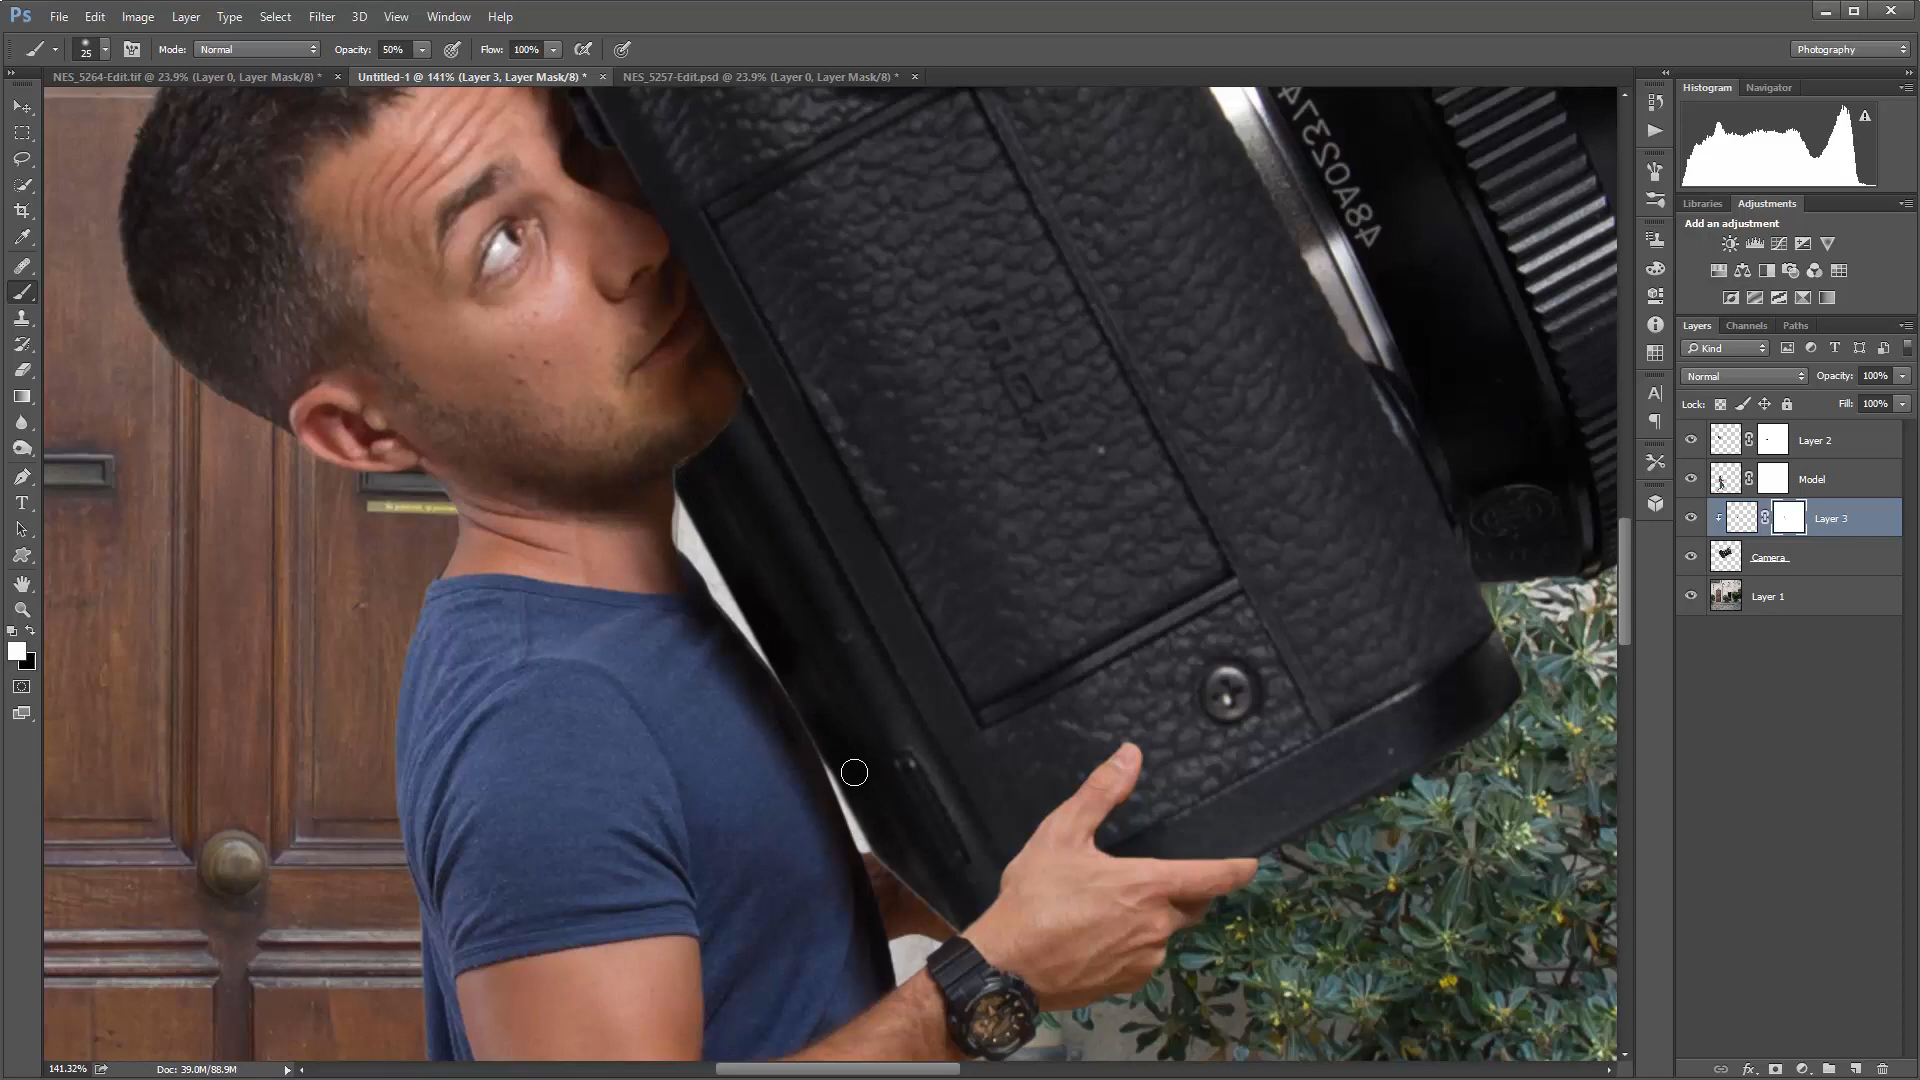 Ps File Edit Image Layer Type Select Filter 3D View Window Help
25 Mode: Normal Opacity: 50% Flow: 100% Photography
NES_5264-Edit.tif @ 23.9% (Layer 0, Layer Mask/8) * × Untitled-1 @ 141% (Layer 3, Layer Mask/8) * × NES_5257-Edit.psd @ 23.9% (Layer 0, Layer Mask/8) * ×
Histogram Navigator
48A02374
Libraries Adjustments
Add an adjustment
Layers Channels Paths
Kind
Normal Opacity: 100%
Lock: Fill: 100%
Layer 2
Model
Layer 3
Camera
Layer 1
141.32% Doc: 39.0M/88.9M